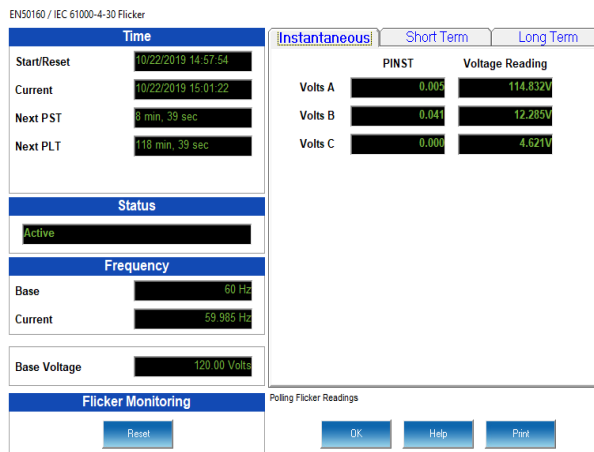 EN50160 / IEC 61000-4-30 Flicker
Time
Start/Reset 10/22/2019 14:57:54
Current 10/22/2019 15:01:22
Next PST 8 min, 39 sec
Next PLT 118 min, 39 sec
Status
Active
Frequency
Base 60 Hz
Current 59.985 Hz
Base Voltage 120.00 Volts
Flicker Monitoring
Reset
Instantaneous Short Term Long Term
PINST Voltage Reading
Volts A 0.005 114.832V
Volts B 0.041 12.285V
Volts C 0.000 4.621V
Polling Flicker Readings
OK Help Print